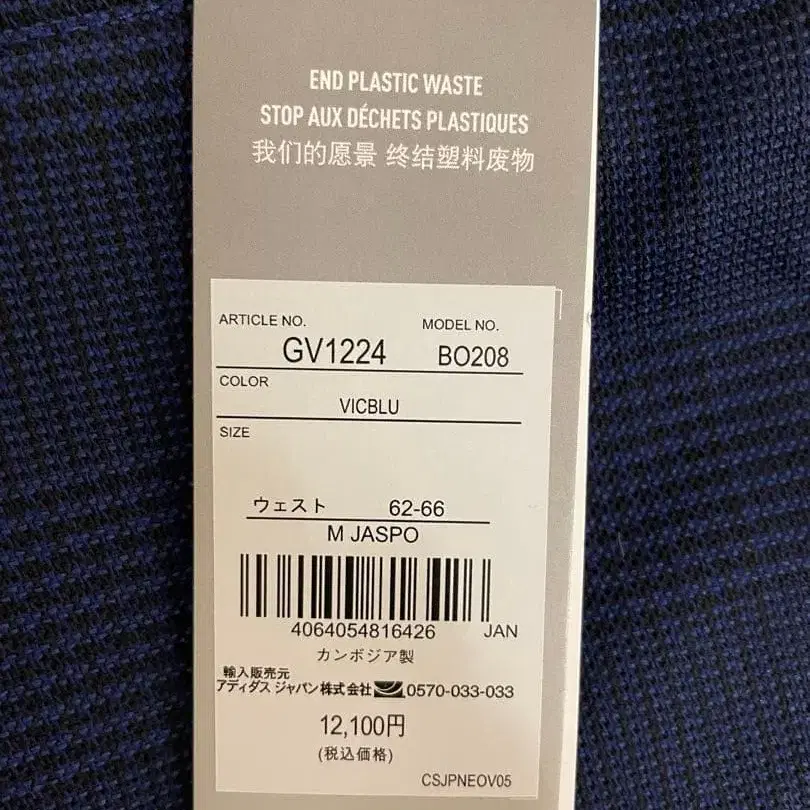 END PLASTIC WASTE
STOP AUX DÉCHETS PLASTIQUES
我们的愿景 终结塑料废物
ARTICLE NO. MODEL NO.
GV1224 BO208
COLOR
VICBLU
SIZE
ウェスト 62-66
M JASPO
4064054816426 JAN
カンボジア製
輸入販売元
アディダス ジャパン株式会社 0570-033-033
12,100円
(税込価格)
CSJPNEOV05